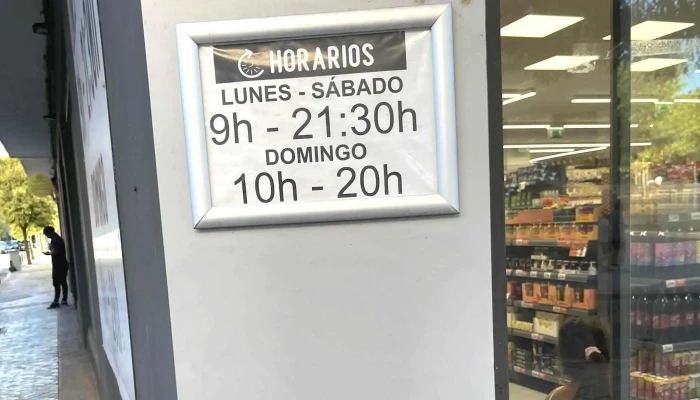 HORARIOS
LUNES - SÁBADO
9h - 21:30h
DOMINGO
10h - 20h